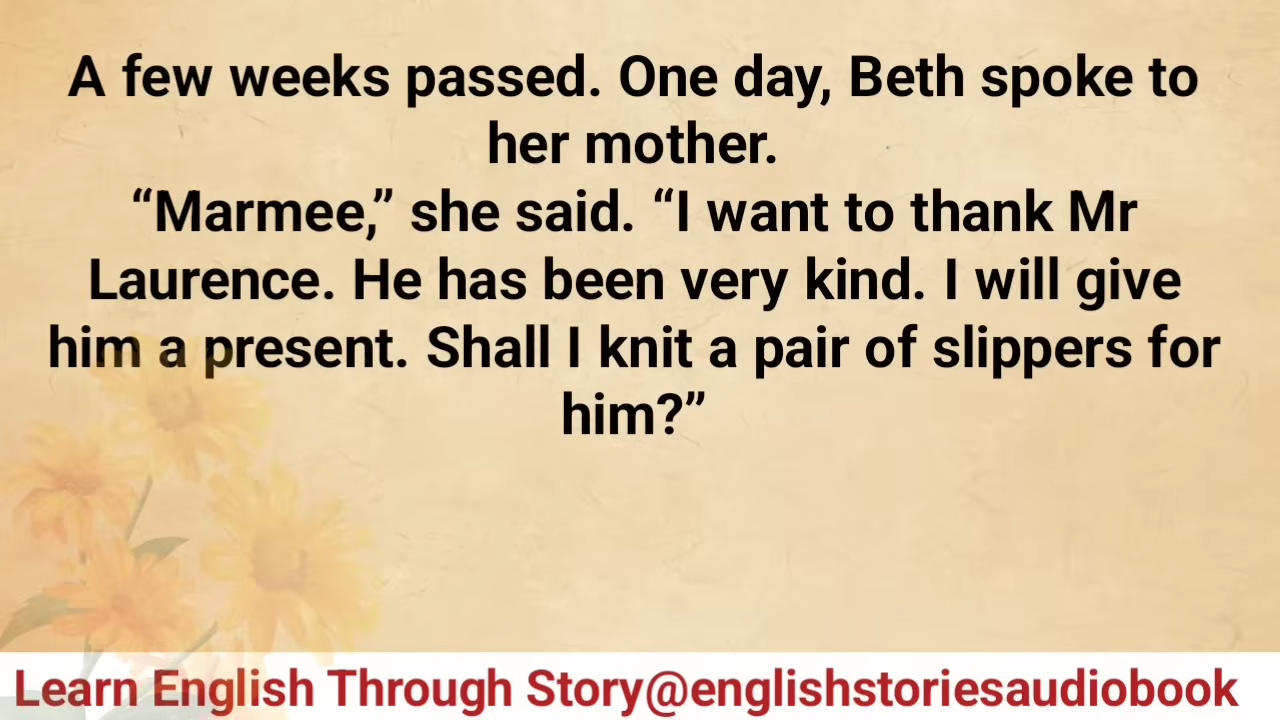 A few weeks passed. One day, Beth spoke to
her mother.
“Marmee,” she said. “I want to thank Mr
Laurence. He has been very kind. I will give
him a present. Shall I knit a pair of slippers for
him?”
Learn English Through Story@englishstoriesaudiobook